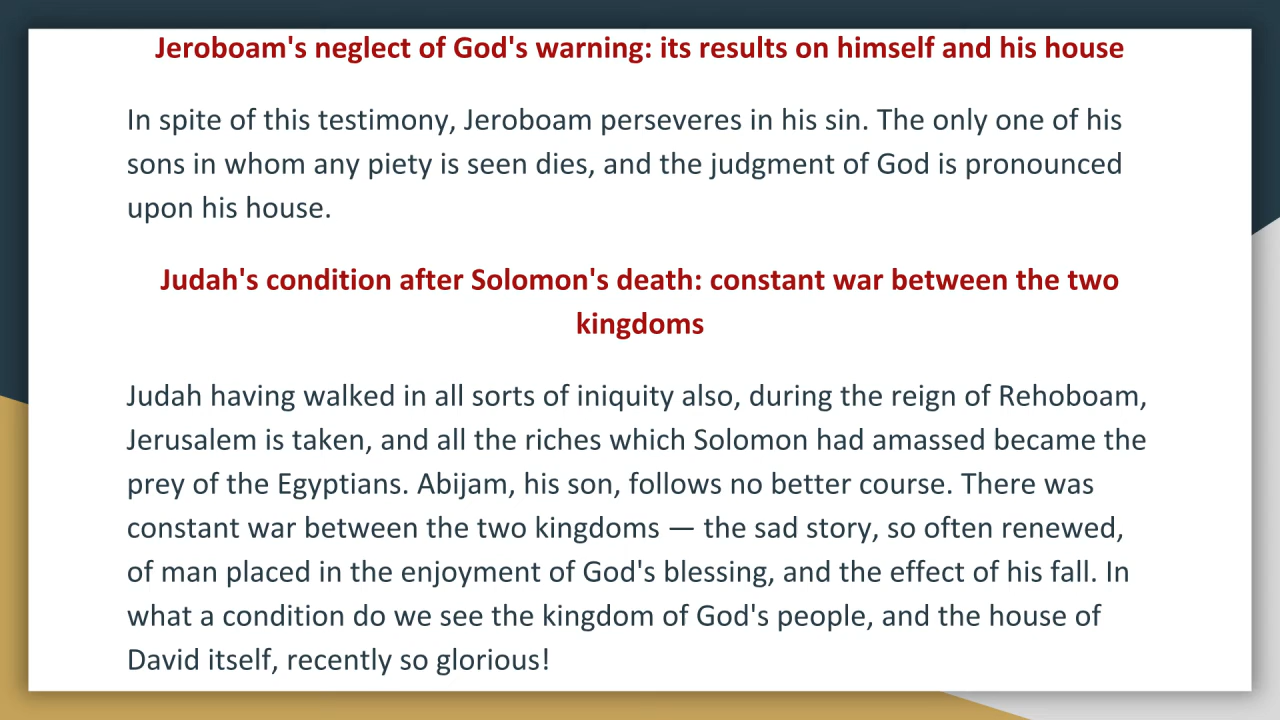 Jeroboam's neglect of God's warning: its results on himself and his house
In spite of this testimony, Jeroboam perseveres in his sin. The only one of his
sons in whom any piety is seen dies, and the judgment of God is pronounced
upon his house.
Judah's condition after Solomon's death: constant war between the two
kingdoms
Judah having walked in all sorts of iniquity also, during the reign of Rehoboam,
Jerusalem is taken, and all the riches which Solomon had amassed became the
prey of the Egyptians. Abijam, his son, follows no better course. There was
constant war between the two kingdoms — the sad story, so often renewed,
of man placed in the enjoyment of God's blessing, and the effect of his fall. In
what a condition do we see the kingdom of God's people, and the house of
David itself, recently so glorious!